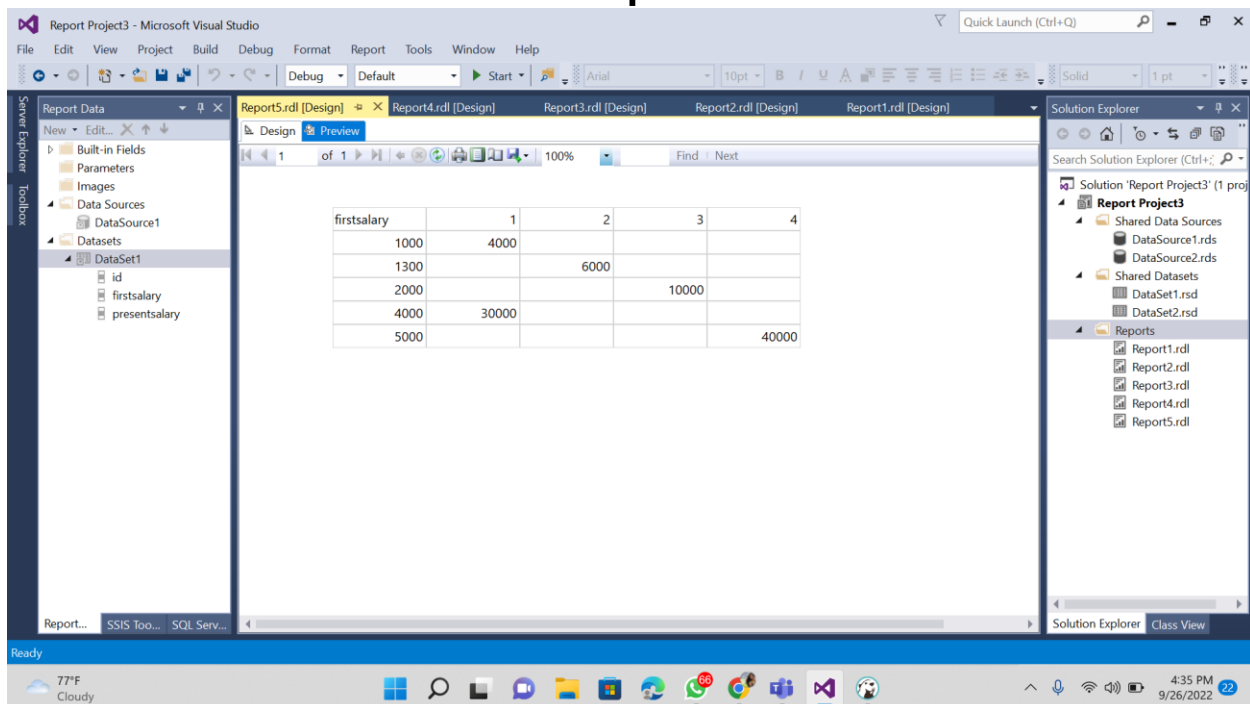 Report Project3 - Microsoft Visual Studio
Quick Launch (Ctrl+Q)
File Edit View Project Build Debug Format Report Tools Window Help
Debug Default Start Arial 10pt B I U A Solid 1 pt
Server Explorer
Toolbox
Report Data
New Edit...
Built-in Fields
Parameters
Images
Data Sources
DataSource1
Datasets
DataSet1
id
firstsalary
presentsalary
Report... SSIS Too... SQL Serv...
Report5.rdl [Design] Report4.rdl [Design] Report3.rdl [Design] Report2.rdl [Design] Report1.rdl [Design]
Design Preview
1 of 1 100% Find Next
firstsalary 1 2 3 4
1000 4000
1300 6000
2000 10000
4000 30000
5000 40000
Solution Explorer
Search Solution Explorer (Ctrl+;
Solution 'Report Project3' (1 proj
Report Project3
Shared Data Sources
DataSource1.rds
DataSource2.rds
Shared Datasets
DataSet1.rsd
DataSet2.rsd
Reports
Report1.rdl
Report2.rdl
Report3.rdl
Report4.rdl
Report5.rdl
Solution Explorer Class View
Ready
77°F
Cloudy
66
4:35 PM
9/26/2022
22